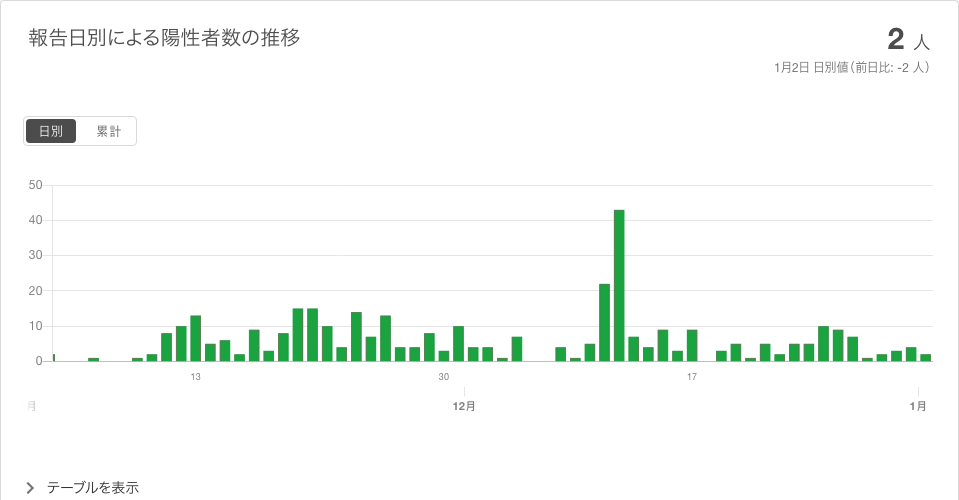 報告日別による陽性者数の推移
2 人
1月2日 日別値（前日比: -2 人）
日別 累計
50
40
30
20
10
0
13 30 17
月 12月 1月
テーブルを表示